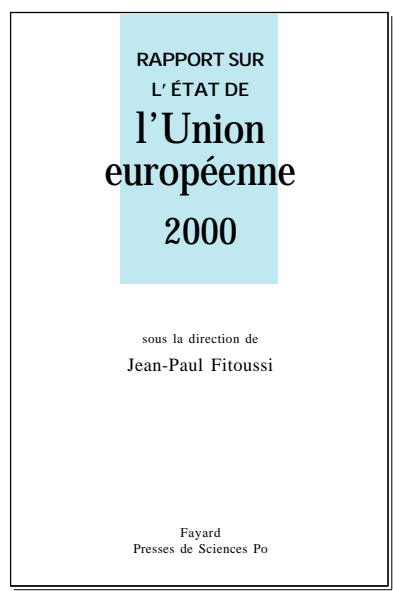 RAPPORT SUR
L' ÉTAT DE
l'Union
européenne
2000
sous la direction de
Jean-Paul Fitoussi
Fayard
Presses de Sciences Po